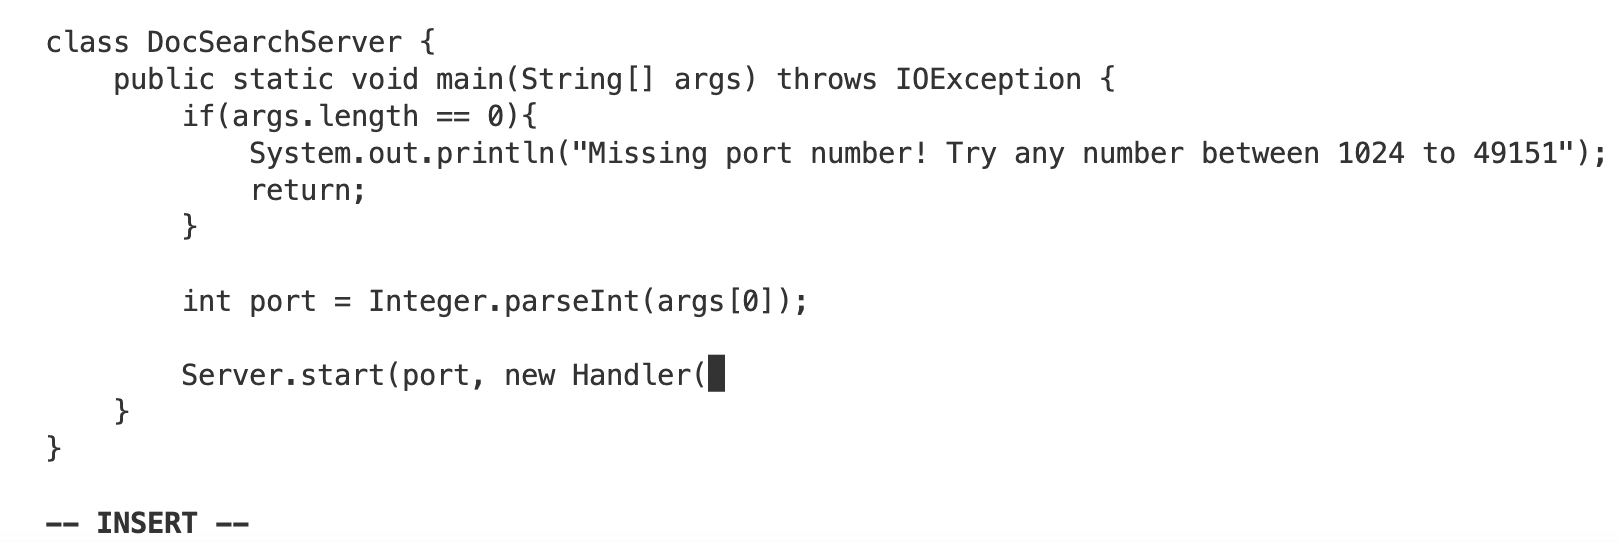 class DocSearchServer {
    public static void main(String[] args) throws IOException {
        if(args.length == 0){
            System.out.println("Missing port number! Try any number between 1024 to 49151");
            return;
        }

        int port = Integer.parseInt(args[0]);

        Server.start(port, new Handler(
    }
}

-- INSERT --